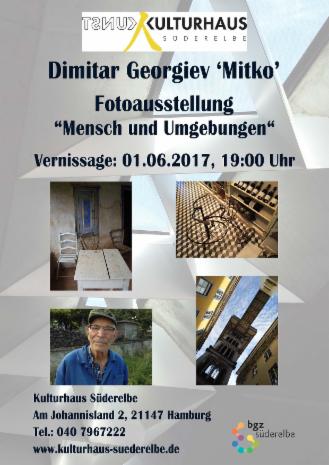 KUNST KULTURHAUS
SÜDERELBE
Dimitar Georgiev ‘Mitko’
Fotoausstellung
“Mensch und Umgebungen“
Vernissage: 01.06.2017, 19:00 Uhr
Kulturhaus Süderelbe
Am Johannisland 2, 21147 Hamburg
Tel.: 040 7967222
www.kulturhaus-suederelbe.de
bgz
süderelbe